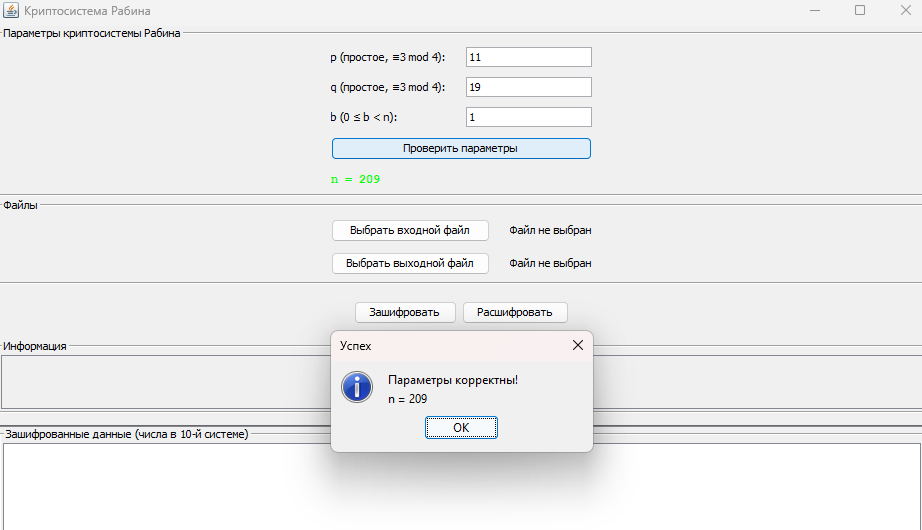 Криптосистема Рабина
Параметры криптосистемы Рабина
p (простое, ≡3 mod 4): 11
q (простое, ≡3 mod 4): 19
b (0 ≤ b < n): 1
Проверить параметры
n = 209
Файлы
Выбрать входной файл Файл не выбран
Выбрать выходной файл Файл не выбран
Зашифровать Расшифровать
Информация
Успех
Параметры корректны!
n = 209
OK
Зашифрованные данные (числа в 10-й системе)